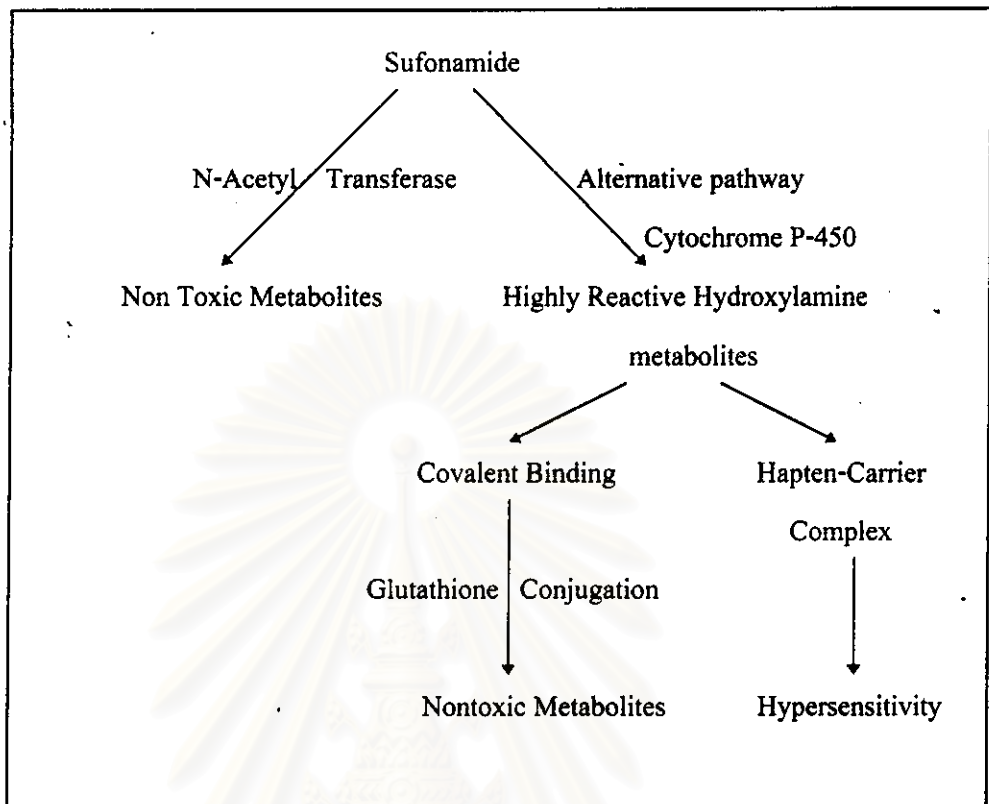 Sufonamide
N-Acetyl Transferase
Alternative pathway
Cytochrome P-450
Non Toxic Metabolites
Highly Reactive Hydroxylamine
metabolites
Covalent Binding
Hapten-Carrier
Complex
Glutathione Conjugation
Nontoxic Metabolites
Hypersensitivity